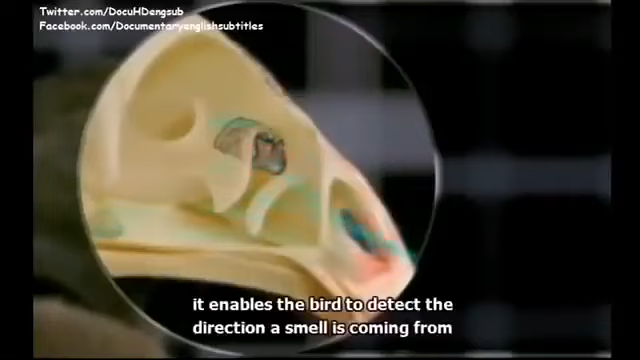 Twitter.com/DocuHDengsub
Facebook.com/Documentaryenglishsubtitles
it enables the bird to detect the
direction a smell is coming from